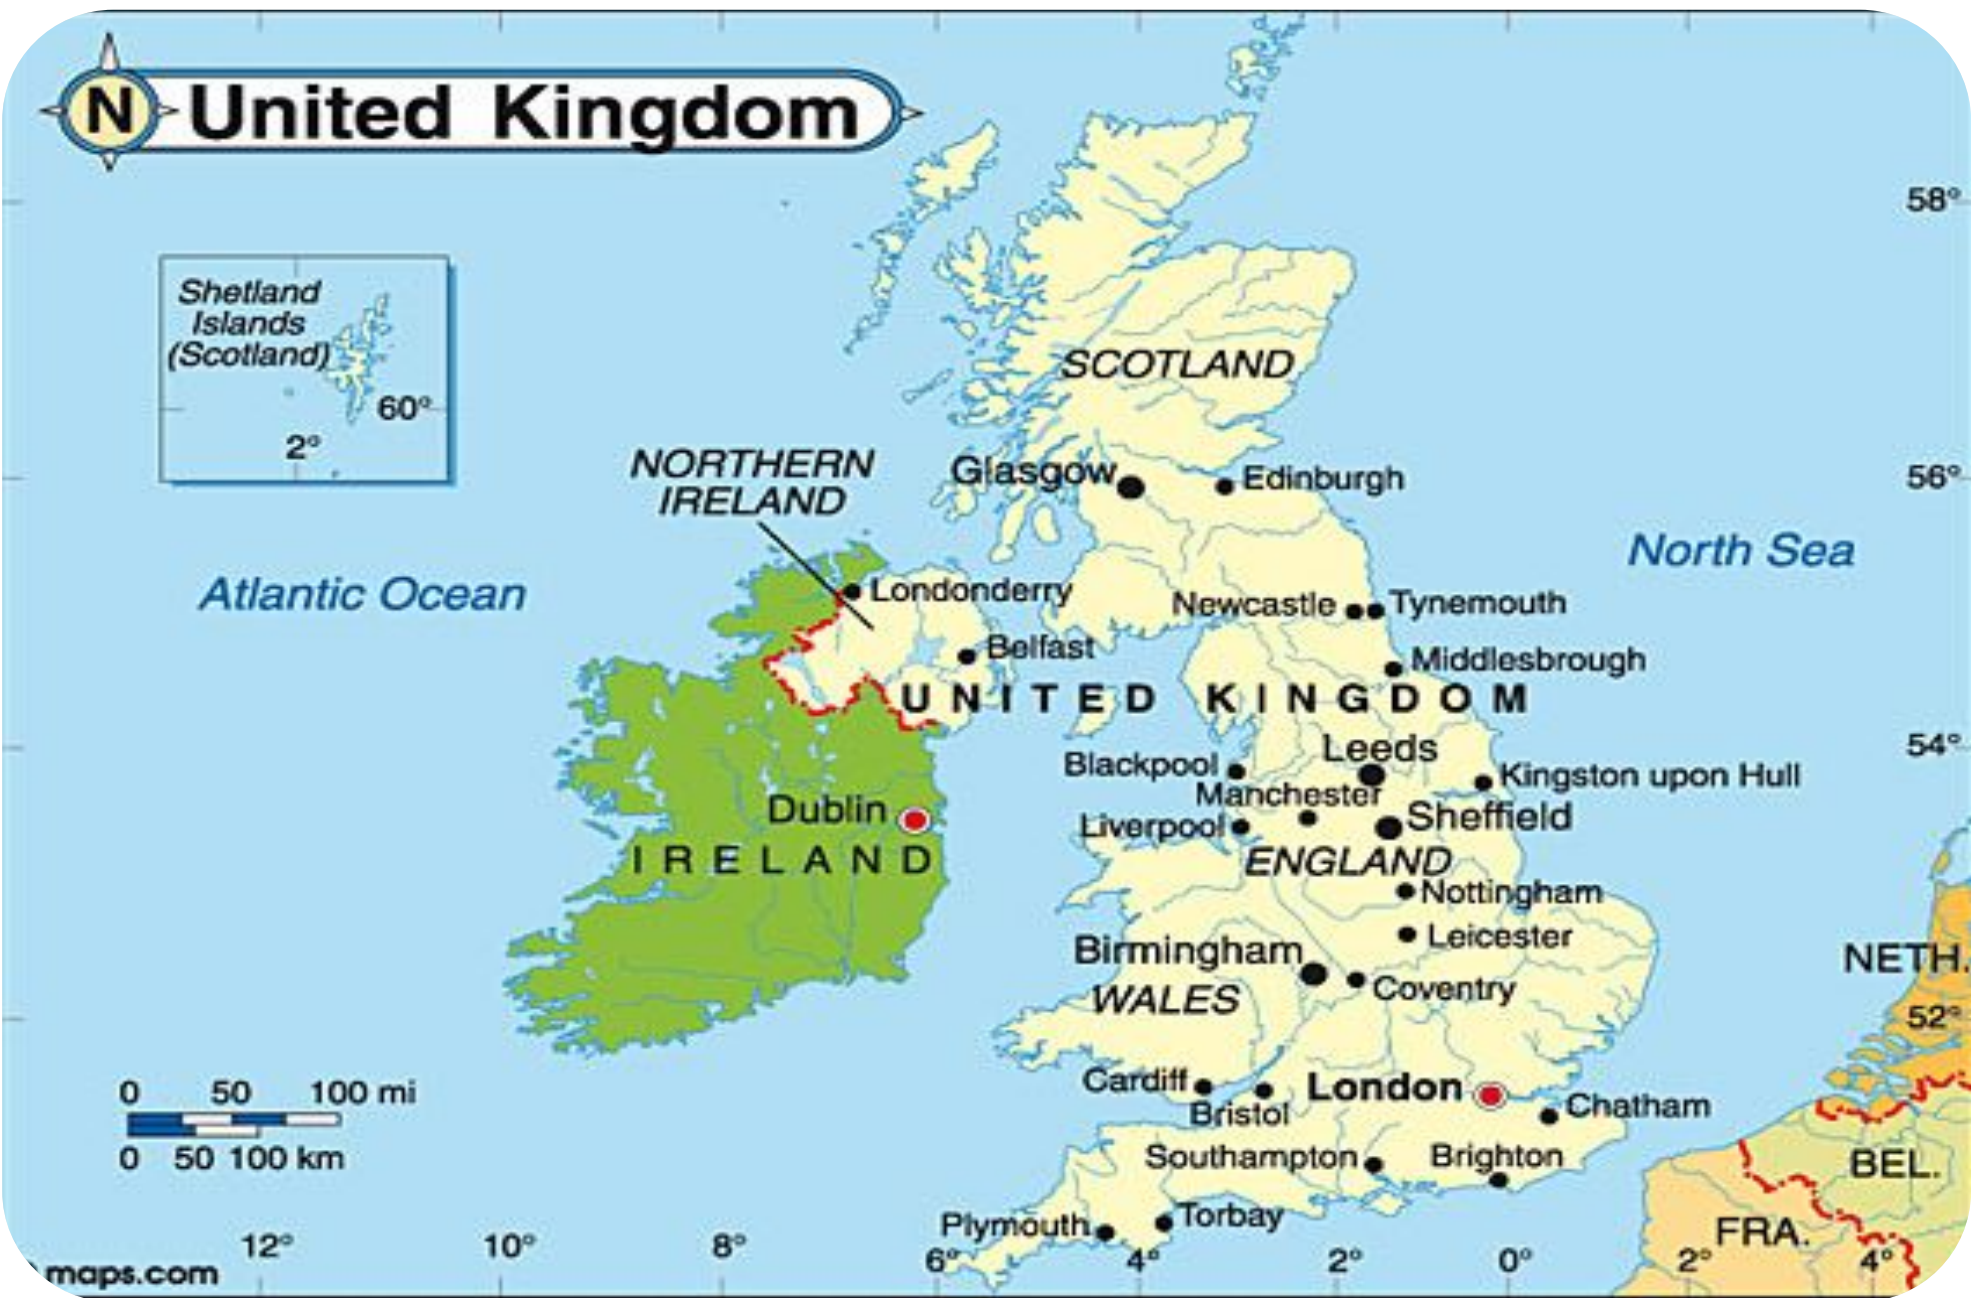 N United Kingdom
58°
Shetland
Islands
(Scotland)
60°
2°
SCOTLAND
NORTHERN
IRELAND
Glasgow
Edinburgh
56°
North Sea
Atlantic Ocean
Londonderry
Newcastle
Tynemouth
Belfast
Middlesbrough
UNITED KINGDOM
Leeds
54°
Blackpool
Kingston upon Hull
Manchester
Dublin
Liverpool
Sheffield
IRELAND
ENGLAND
Nottingham
Leicester
Birmingham
NETH.
Coventry
WALES
52°
Cardiff
London
Bristol
Chatham
0 50 100 mi
0 50 100 km
Southampton
Brighton
BEL.
Plymouth
Torbay
FRA.
12° 10° 8° 6° 4° 2° 0° 2° 4°
maps.com